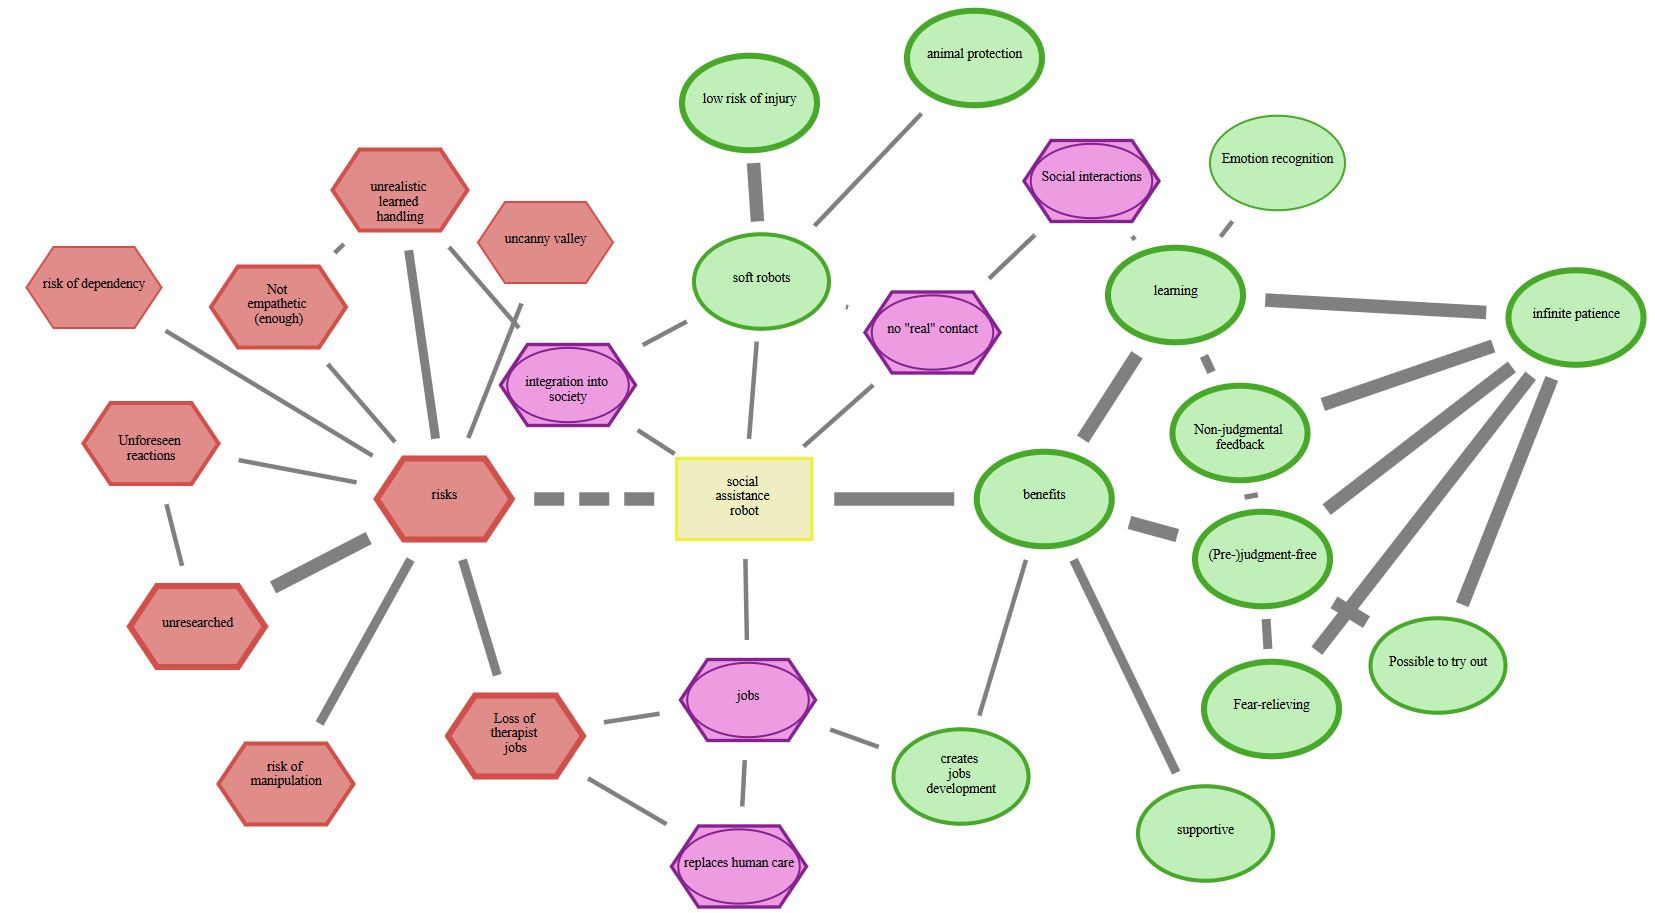 animal protection
low risk of injury
Emotion recognition
Social interactions
unrealistic
learned
handling
uncanny valley
risk of dependency
Not
empathetic
(enough)
soft robots
learning
infinite patience
no "real" contact
integration into
society
Unforeseen
reactions
Non-judgmental
feedback
risks
social
assistance
robot
benefits
(Pre-)judgment-free
unresearched
Possible to try out
jobs
Fear-relieving
Loss of
therapist
jobs
risk of
manipulation
creates
jobs
development
supportive
replaces human care